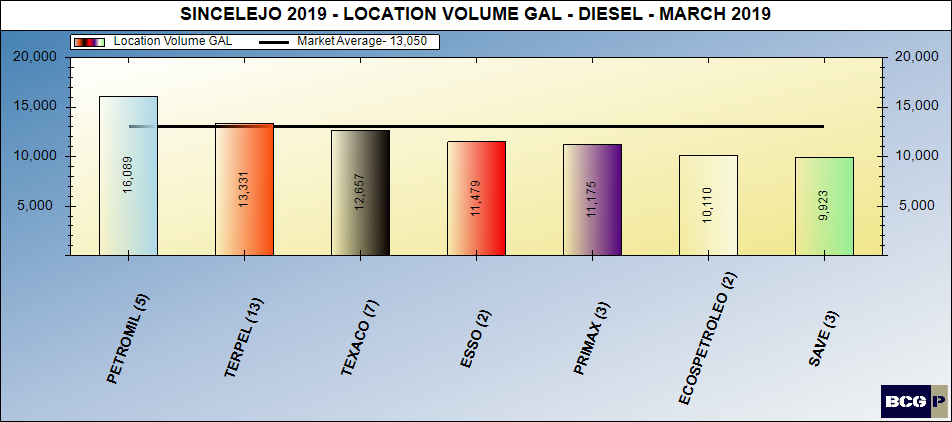 SINCELEJO 2019 - LOCATION VOLUME GAL - DIESEL - MARCH 2019
Location Volume GAL Market Average- 13,050
20,000 20,000
15,000 15,000
10,000 10,000
5,000 5,000
16,089 13,331 12,657 11,479 11,175 10,110 9,923
PETROMIL (5) TERPEL (13) TEXACO (7) ESSO (2) PRIMAX (3) ECOSPETROLEO (2) SAVE (3)
BCG P